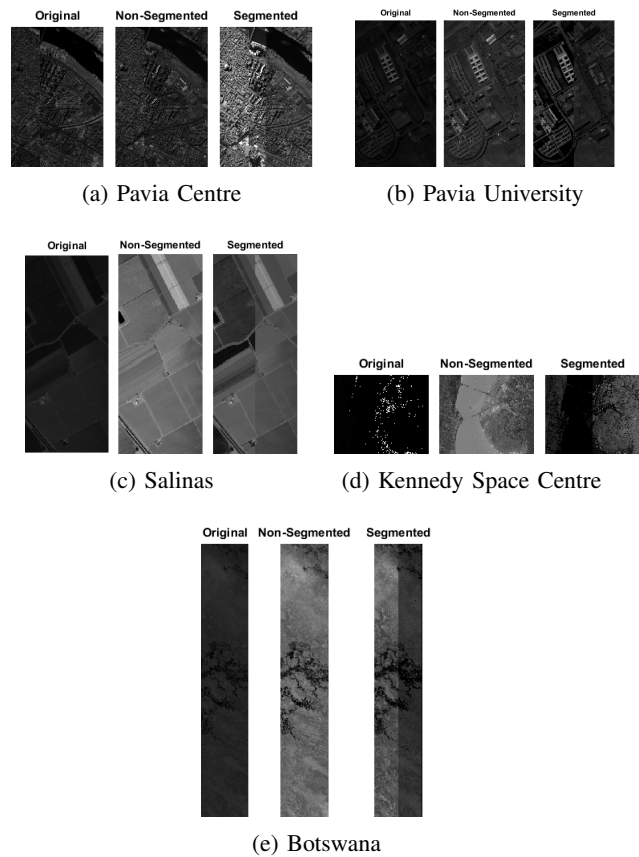 Original Non-Segmented Segmented
(a) Pavia Centre
Original Non-Segmented Segmented
(b) Pavia University
Original Non-Segmented Segmented
(c) Salinas
Original Non-Segmented Segmented
(d) Kennedy Space Centre
Original Non-Segmented Segmented
(e) Botswana